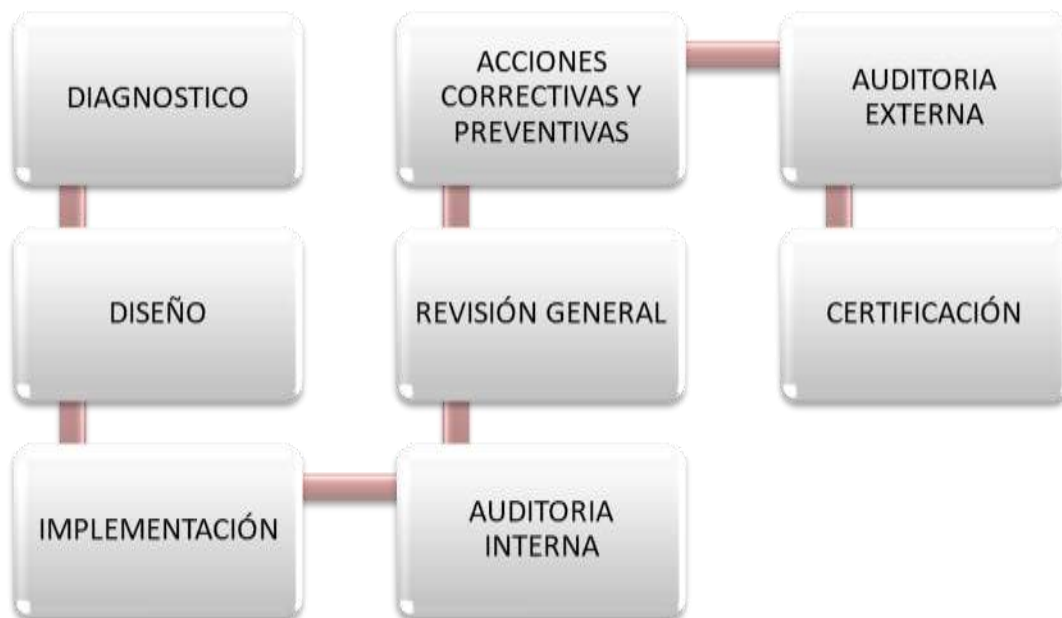 DIAGNOSTICO
DISEÑO
IMPLEMENTACIÓN
AUDITORIA
INTERNA
REVISIÓN GENERAL
ACCIONES
CORRECTIVAS Y
PREVENTIVAS
AUDITORIA
EXTERNA
CERTIFICACIÓN